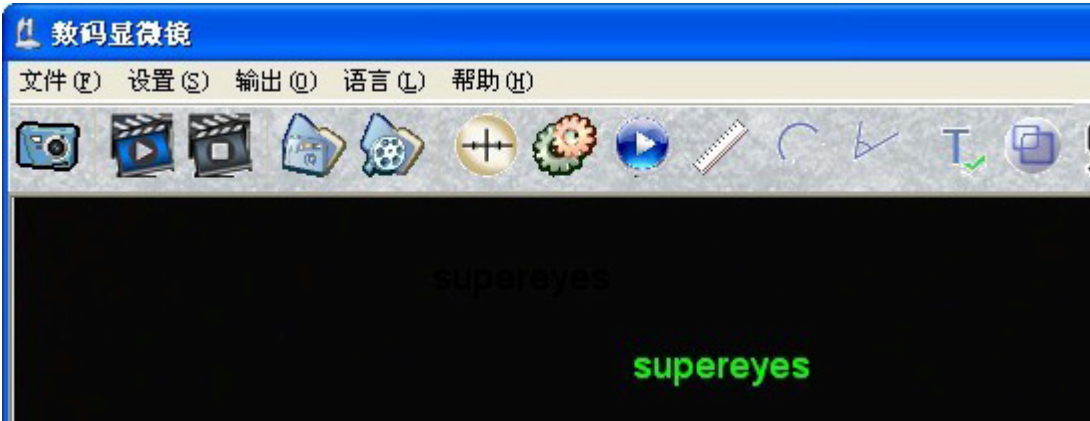 数码显微镜
文件(F) 设置(S) 输出(O) 语言(L) 帮助(H)
T
supereyes
supereyes